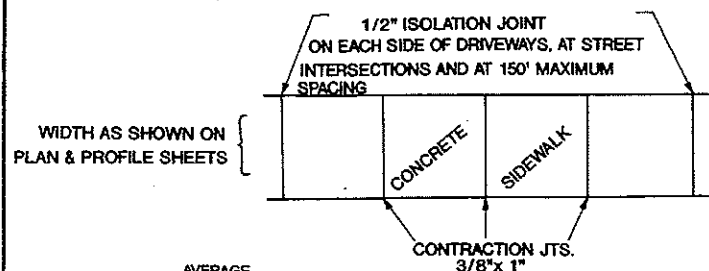 1/2" ISOLATION JOINT
ON EACH SIDE OF DRIVEWAYS, AT STREET
INTERSECTIONS AND AT 150' MAXIMUM
SPACING
WIDTH AS SHOWN ON
PLAN & PROFILE SHEETS
CONCRETE
SIDEWALK
CONTRACTION JTS.
3/8"x 1"
AVERAGE